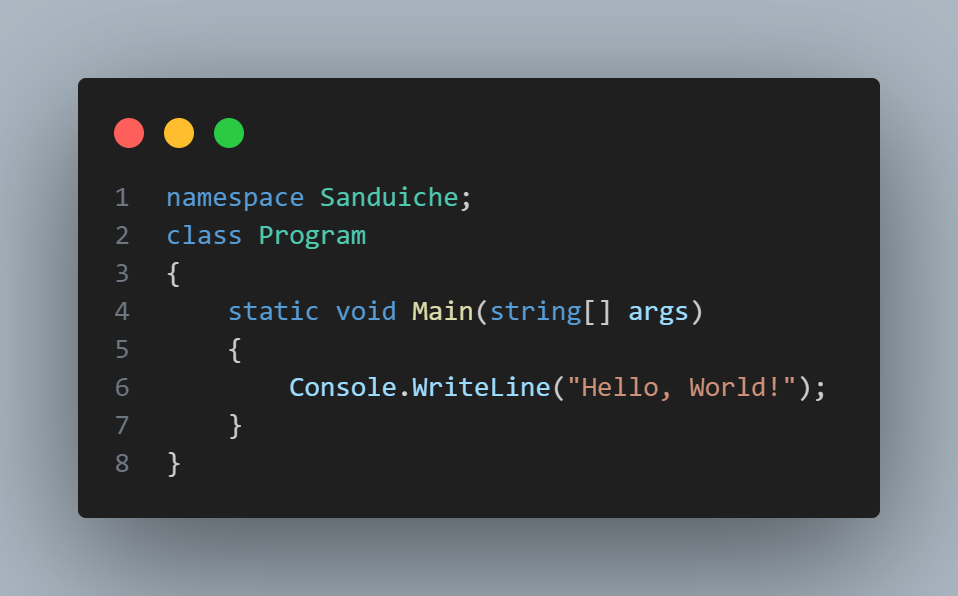 1 namespace Sanduiche;
2 class Program
3 {
4     static void Main(string[] args)
5     {
6         Console.WriteLine("Hello, World!");
7     }
8 }